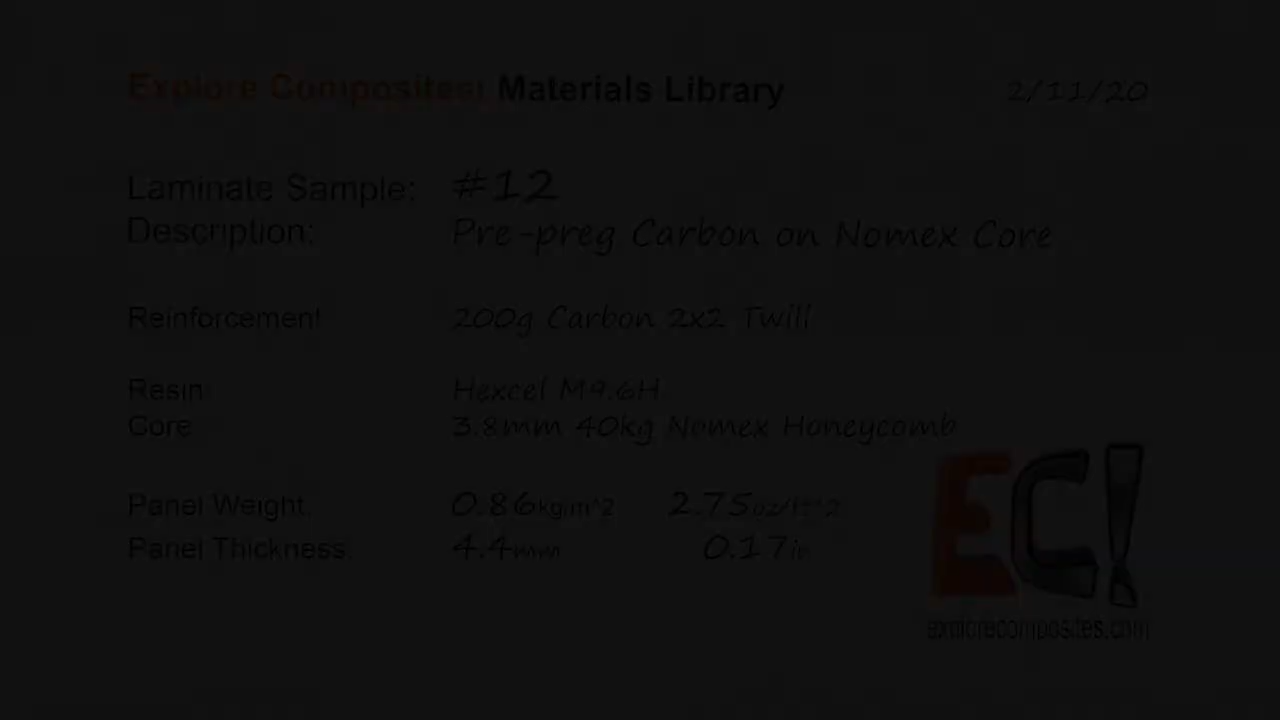 Explore Composites! Materials Library 2/11/20
Laminate Sample: #12
Description: Pre-preg Carbon on Nomex Core
Reinforcement: 200g Carbon 2x2 Twill
Resin: Hexcel M9.6H
Core: 3.8mm 40kg Nomex Honeycomb
Panel Weight: 0.86kg/m^2 2.75oz/ft^2
Panel Thickness: 4.4mm 0.17in
EC!
explorecomposites.com